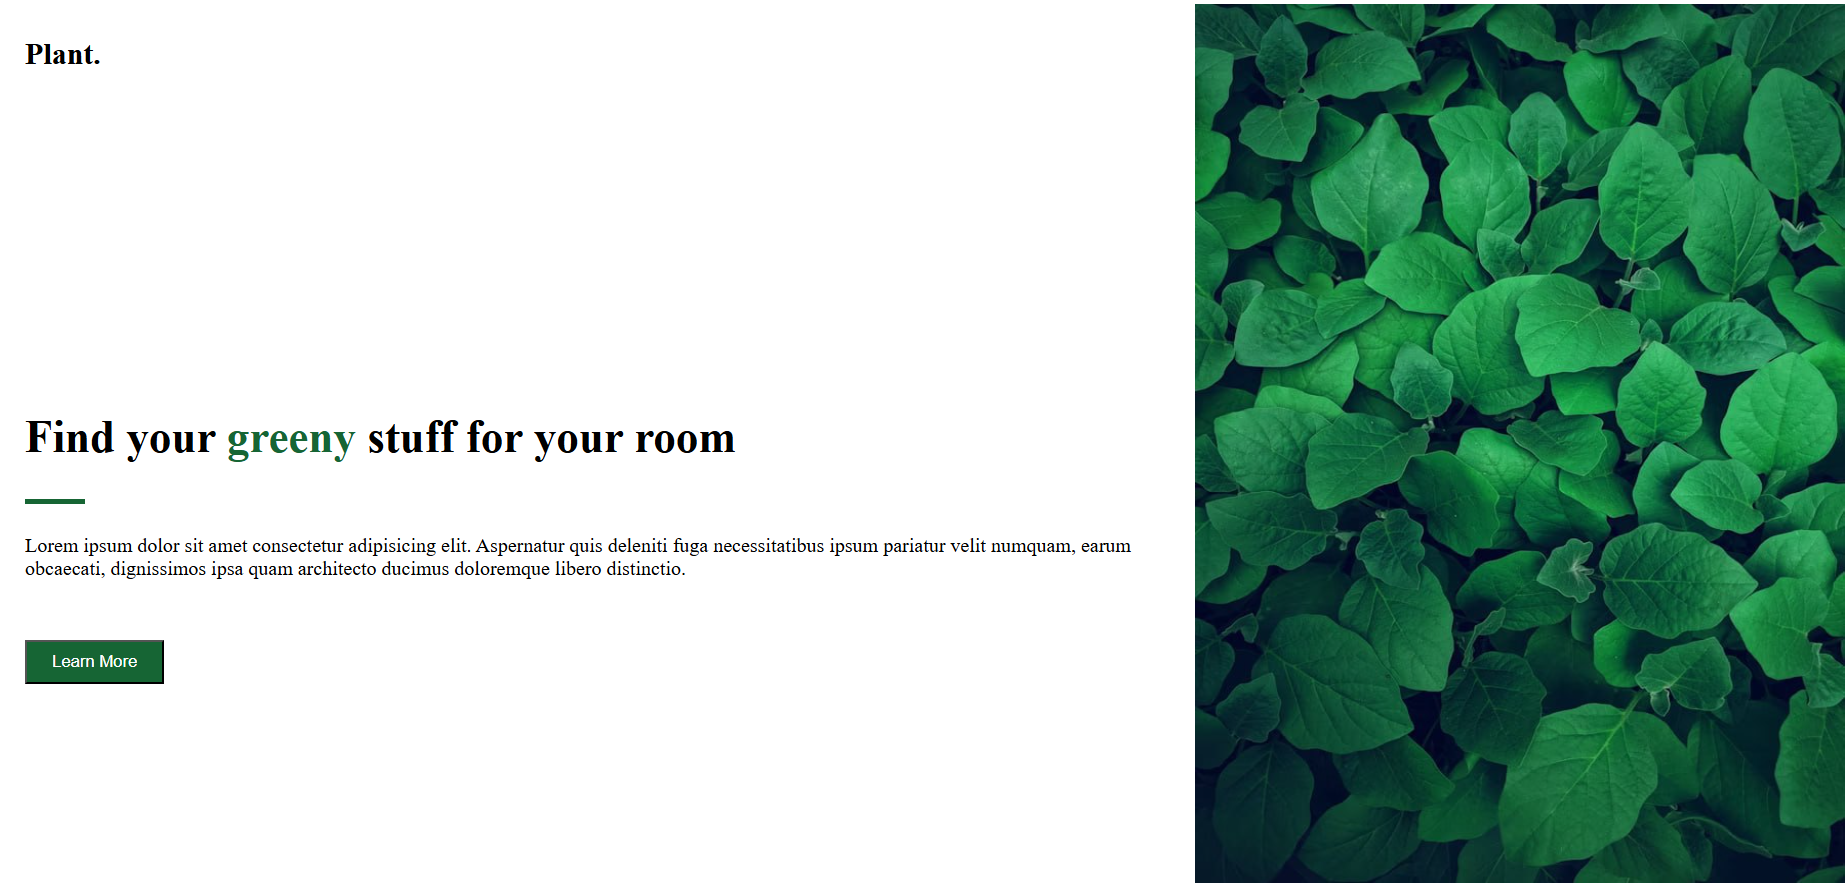 Plant.
Find your greeny stuff for your room
Lorem ipsum dolor sit amet consectetur adipisicing elit. Aspernatur quis deleniti fuga necessitatibus ipsum pariatur velit numquam, earum
obcaecati, dignissimos ipsa quam architecto ducimus doloremque libero distinctio.
Learn More